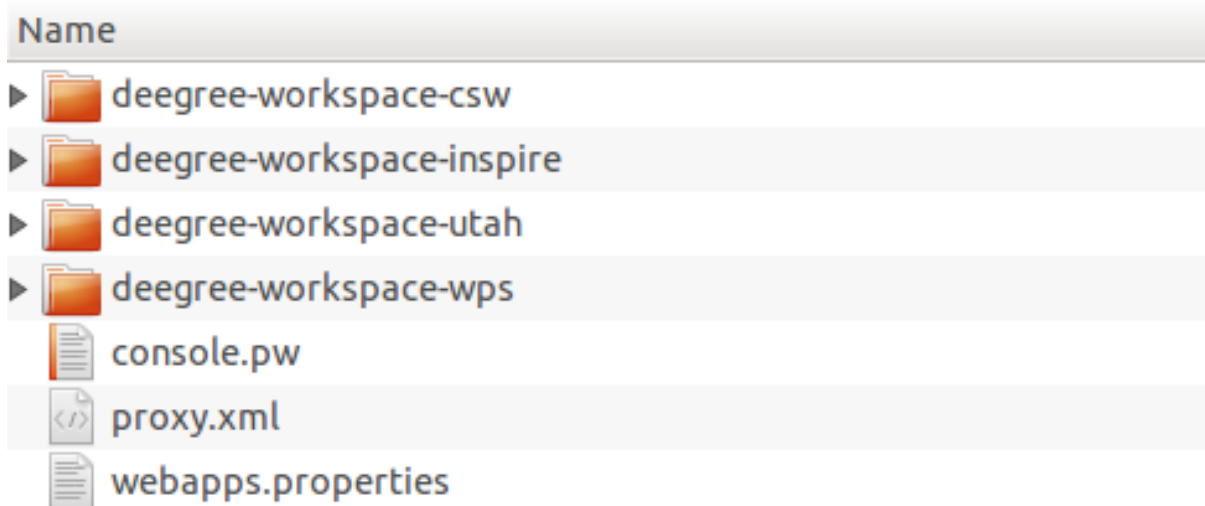 Name
deegree-workspace-csw
deegree-workspace-inspire
deegree-workspace-utah
deegree-workspace-wps
console.pw
proxy.xml
webapps.properties